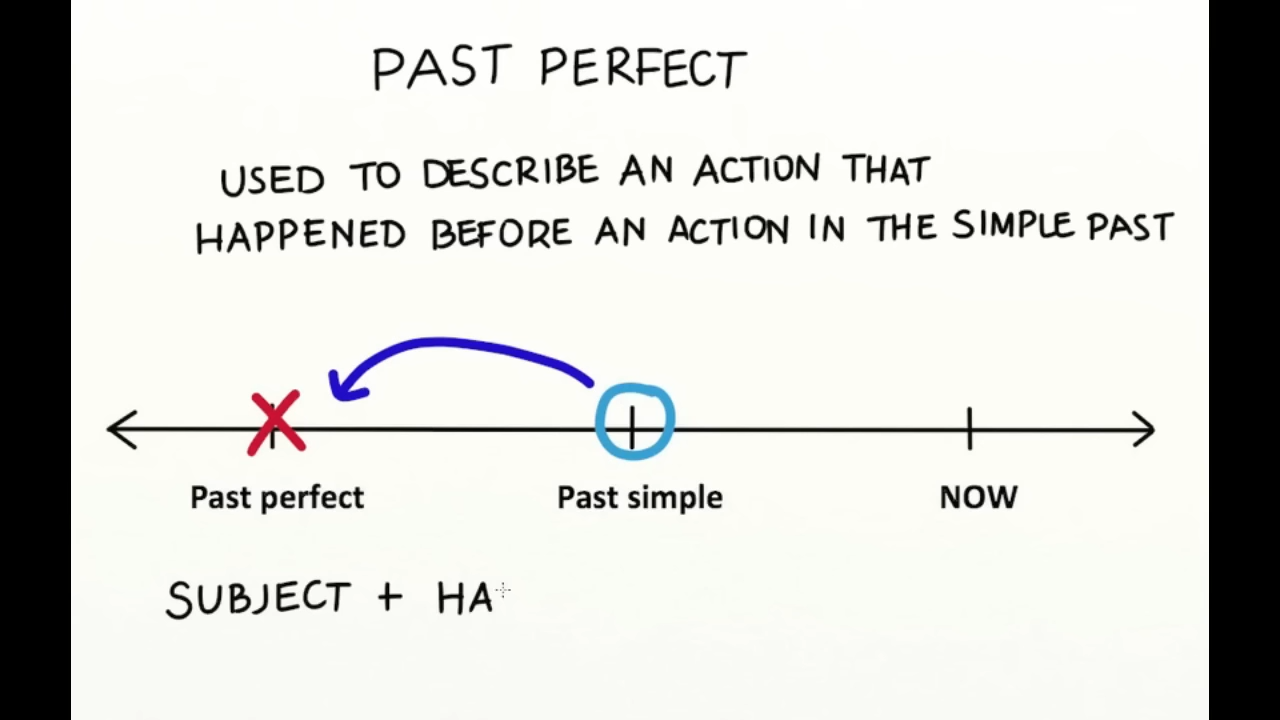 PAST PERFECT
USED TO DESCRIBE AN ACTION THAT
HAPPENED BEFORE AN ACTION IN THE SIMPLE PAST
Past perfect Past simple NOW
SUBJECT + HA